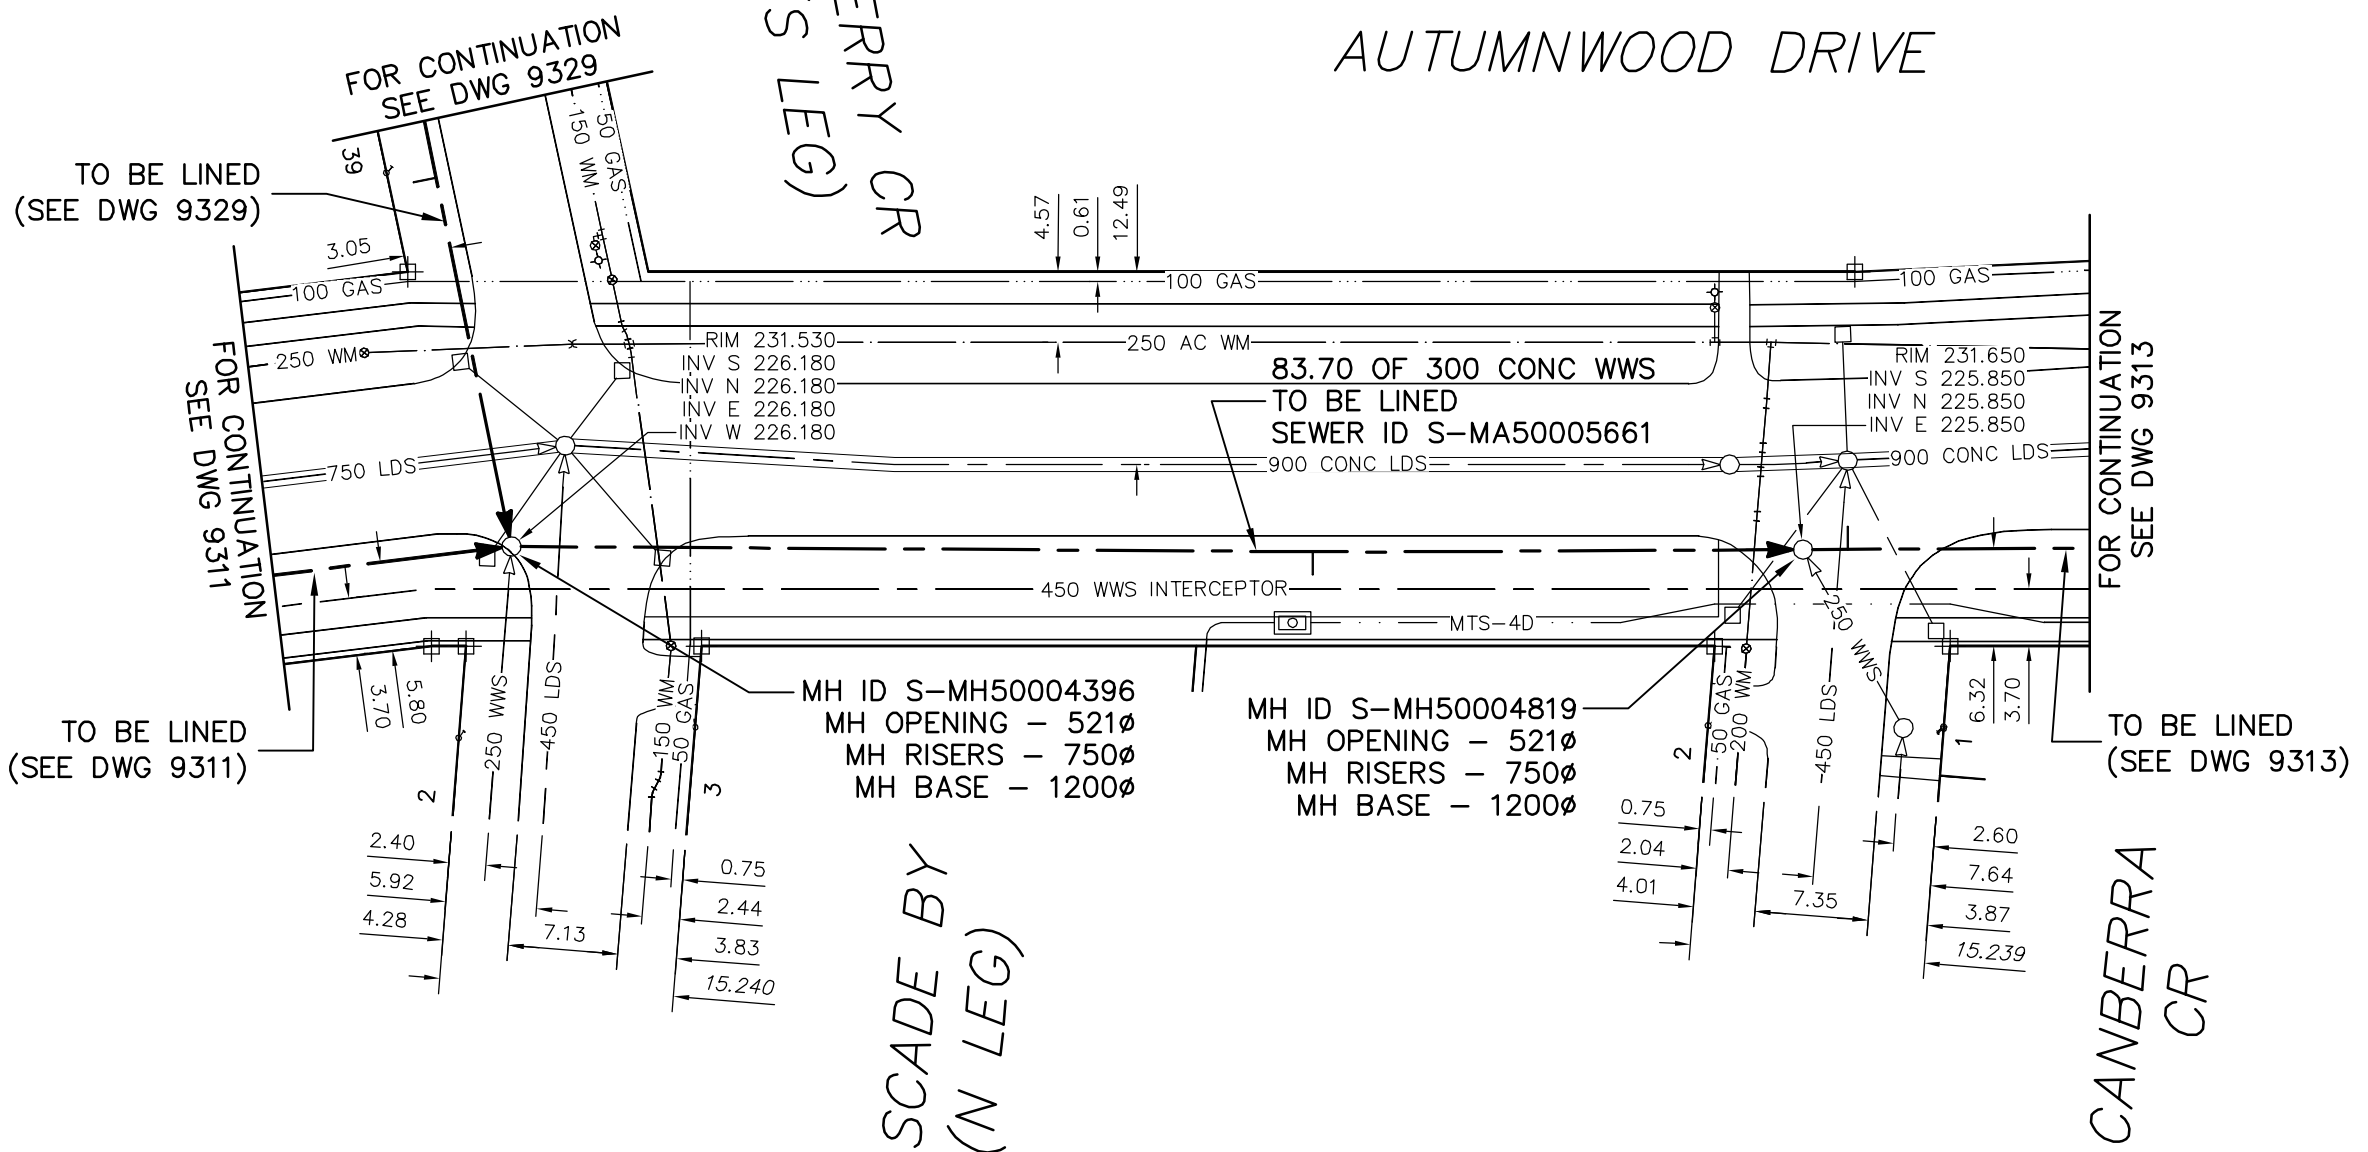 FOR CONTINUATION
SEE DWG 9329
ERRY CR
S LEG)
AUTUMNWOOD DRIVE
TO BE LINED
(SEE DWG 9329)
39
150 WM
50 GAS
3.05
4.57
0.61
12.49
100 GAS
100 GAS
100 GAS
250 WM
250 AC WM
RIM 231.530
INV S 226.180
INV N 226.180
INV E 226.180
INV W 226.180
83.70 OF 300 CONC WWS
TO BE LINED
SEWER ID S-MA50005661
RIM 231.650
INV S 225.850
INV N 225.850
INV E 225.850
FOR CONTINUATION
SEE DWG 9311
FOR CONTINUATION
SEE DWG 9313
750 LDS
900 CONC LDS
900 CONC LDS
450 WWS INTERCEPTOR
MTS-4D
250 WWS
3.70
5.80
250 WWS
450 LDS
150 WM
50 GAS
MH ID S-MH50004396
MH OPENING - 521ø
MH RISERS - 750ø
MH BASE - 1200ø
MH ID S-MH50004819
MH OPENING - 521ø
MH RISERS - 750ø
MH BASE - 1200ø
50 GAS
200 WM
450 LDS
6.32
3.70
TO BE LINED
(SEE DWG 9311)
TO BE LINED
(SEE DWG 9313)
2
3
2
1
2.40
5.92
4.28
7.13
0.75
2.44
3.83
15.240
0.75
2.04
4.01
7.35
2.60
7.64
3.87
15.239
SCADE BY
(N LEG)
CANBERRA
CR